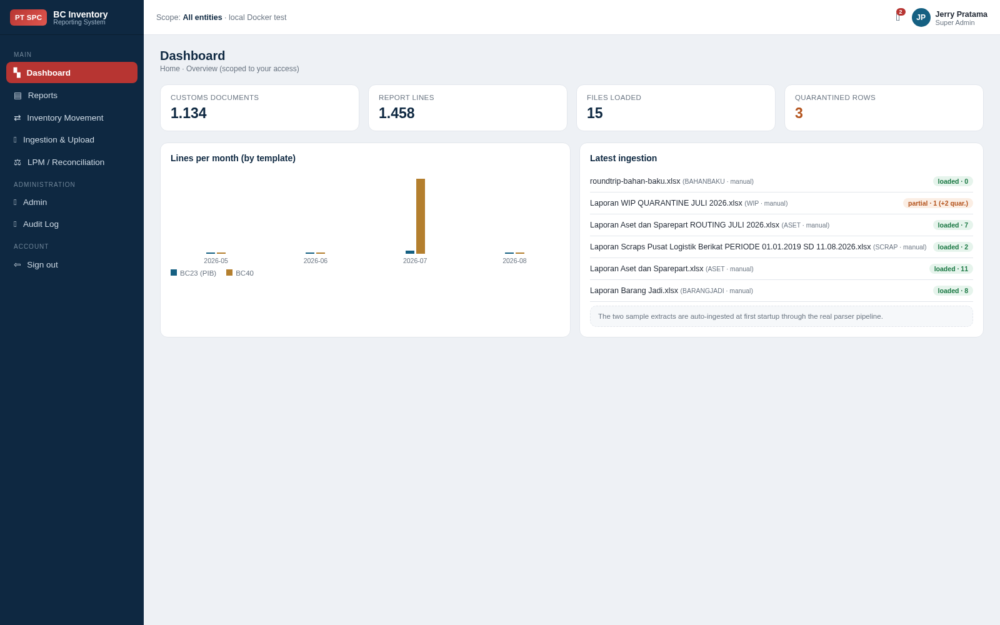 PT SPC
BC Inventory
Reporting System
Scope: All entities · local Docker test
2
JP
Jerry Pratama
Super Admin
MAIN
Dashboard
Reports
Inventory Movement
Ingestion & Upload
LPM / Reconciliation
ADMINISTRATION
Admin
Audit Log
ACCOUNT
Sign out
Dashboard
Home · Overview (scoped to your access)
CUSTOMS DOCUMENTS
1.134
REPORT LINES
1.458
FILES LOADED
15
QUARANTINED ROWS
3
Lines per month (by template)
2026-05 2026-06 2026-07 2026-08
BC23 (PIB) BC40
Latest ingestion
roundtrip-bahan-baku.xlsx (BAHANBAKU · manual) loaded · 0
Laporan WIP QUARANTINE JULI 2026.xlsx (WIP · manual) partial · 1 (+2 quar.)
Laporan Aset dan Sparepart ROUTING JULI 2026.xlsx (ASET · manual) loaded · 7
Laporan Scraps Pusat Logistik Berikat PERIODE 01.01.2019 SD 11.08.2026.xlsx (SCRAP · manual) loaded · 2
Laporan Aset dan Sparepart.xlsx (ASET · manual) loaded · 11
Laporan Barang Jadi.xlsx (BARANGJADI · manual) loaded · 8
The two sample extracts are auto-ingested at first startup through the real parser pipeline.